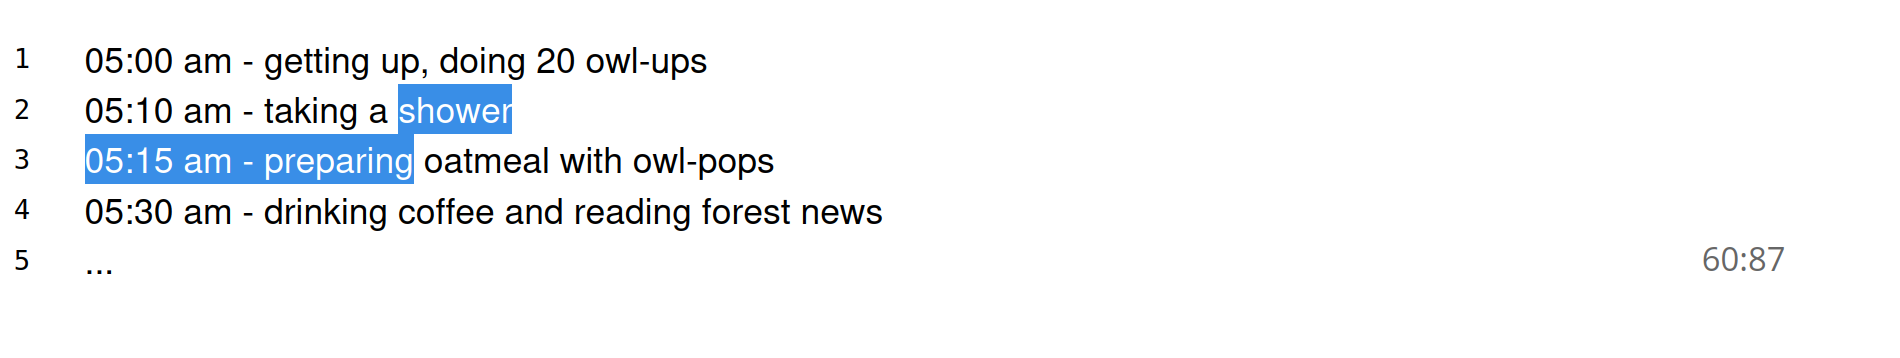 1 05:00 am - getting up, doing 20 owl-ups
2 05:10 am - taking a shower
3 05:15 am - preparing oatmeal with owl-pops
4 05:30 am - drinking coffee and reading forest news
5 ... 60:87